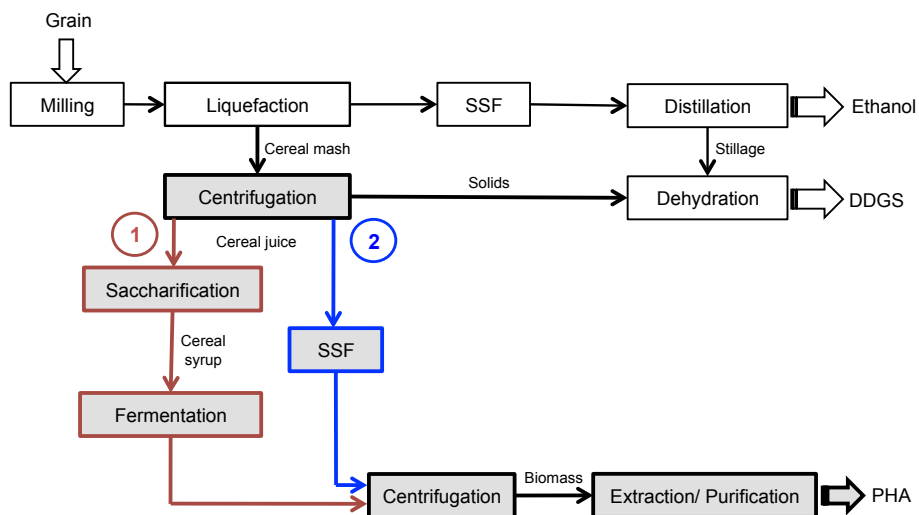 Grain
Milling
Liquefaction
SSF
Distillation
Ethanol
Cereal mash
Stillage
Centrifugation
Solids
Dehydration
DDGS
1
Cereal juice
2
Saccharification
Cereal
syrup
SSF
Fermentation
Centrifugation
Biomass
Extraction/ Purification
PHA